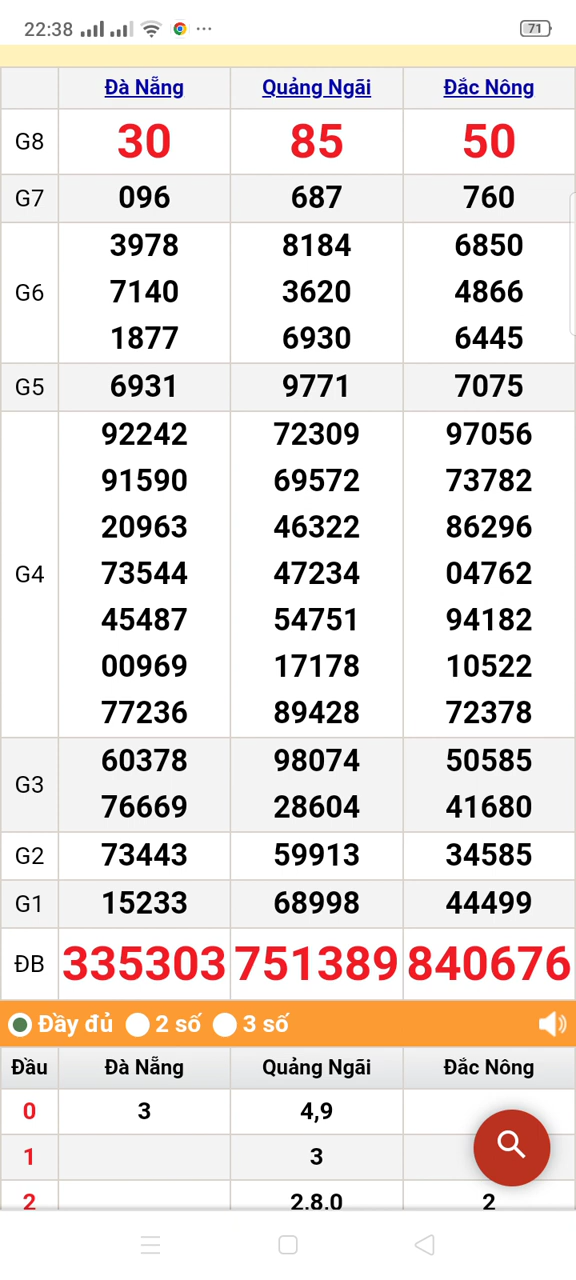 22:38 71
Đà Nẵng Quảng Ngãi Đắc Nông
G8 30 85 50
G7 096 687 760
3978 8184 6850
G6 7140 3620 4866
1877 6930 6445
G5 6931 9771 7075
92242 72309 97056
91590 69572 73782
20963 46322 86296
G4 73544 47234 04762
45487 54751 94182
00969 17178 10522
77236 89428 72378
G3 60378 98074 50585
76669 28604 41680
G2 73443 59913 34585
G1 15233 68998 44499
ĐB 335303 751389 840676
Đầy đủ 2 số 3 số
Đầu Đà Nẵng Quảng Ngãi Đắc Nông
0 3 4,9
1 3
2 2,8,0 2